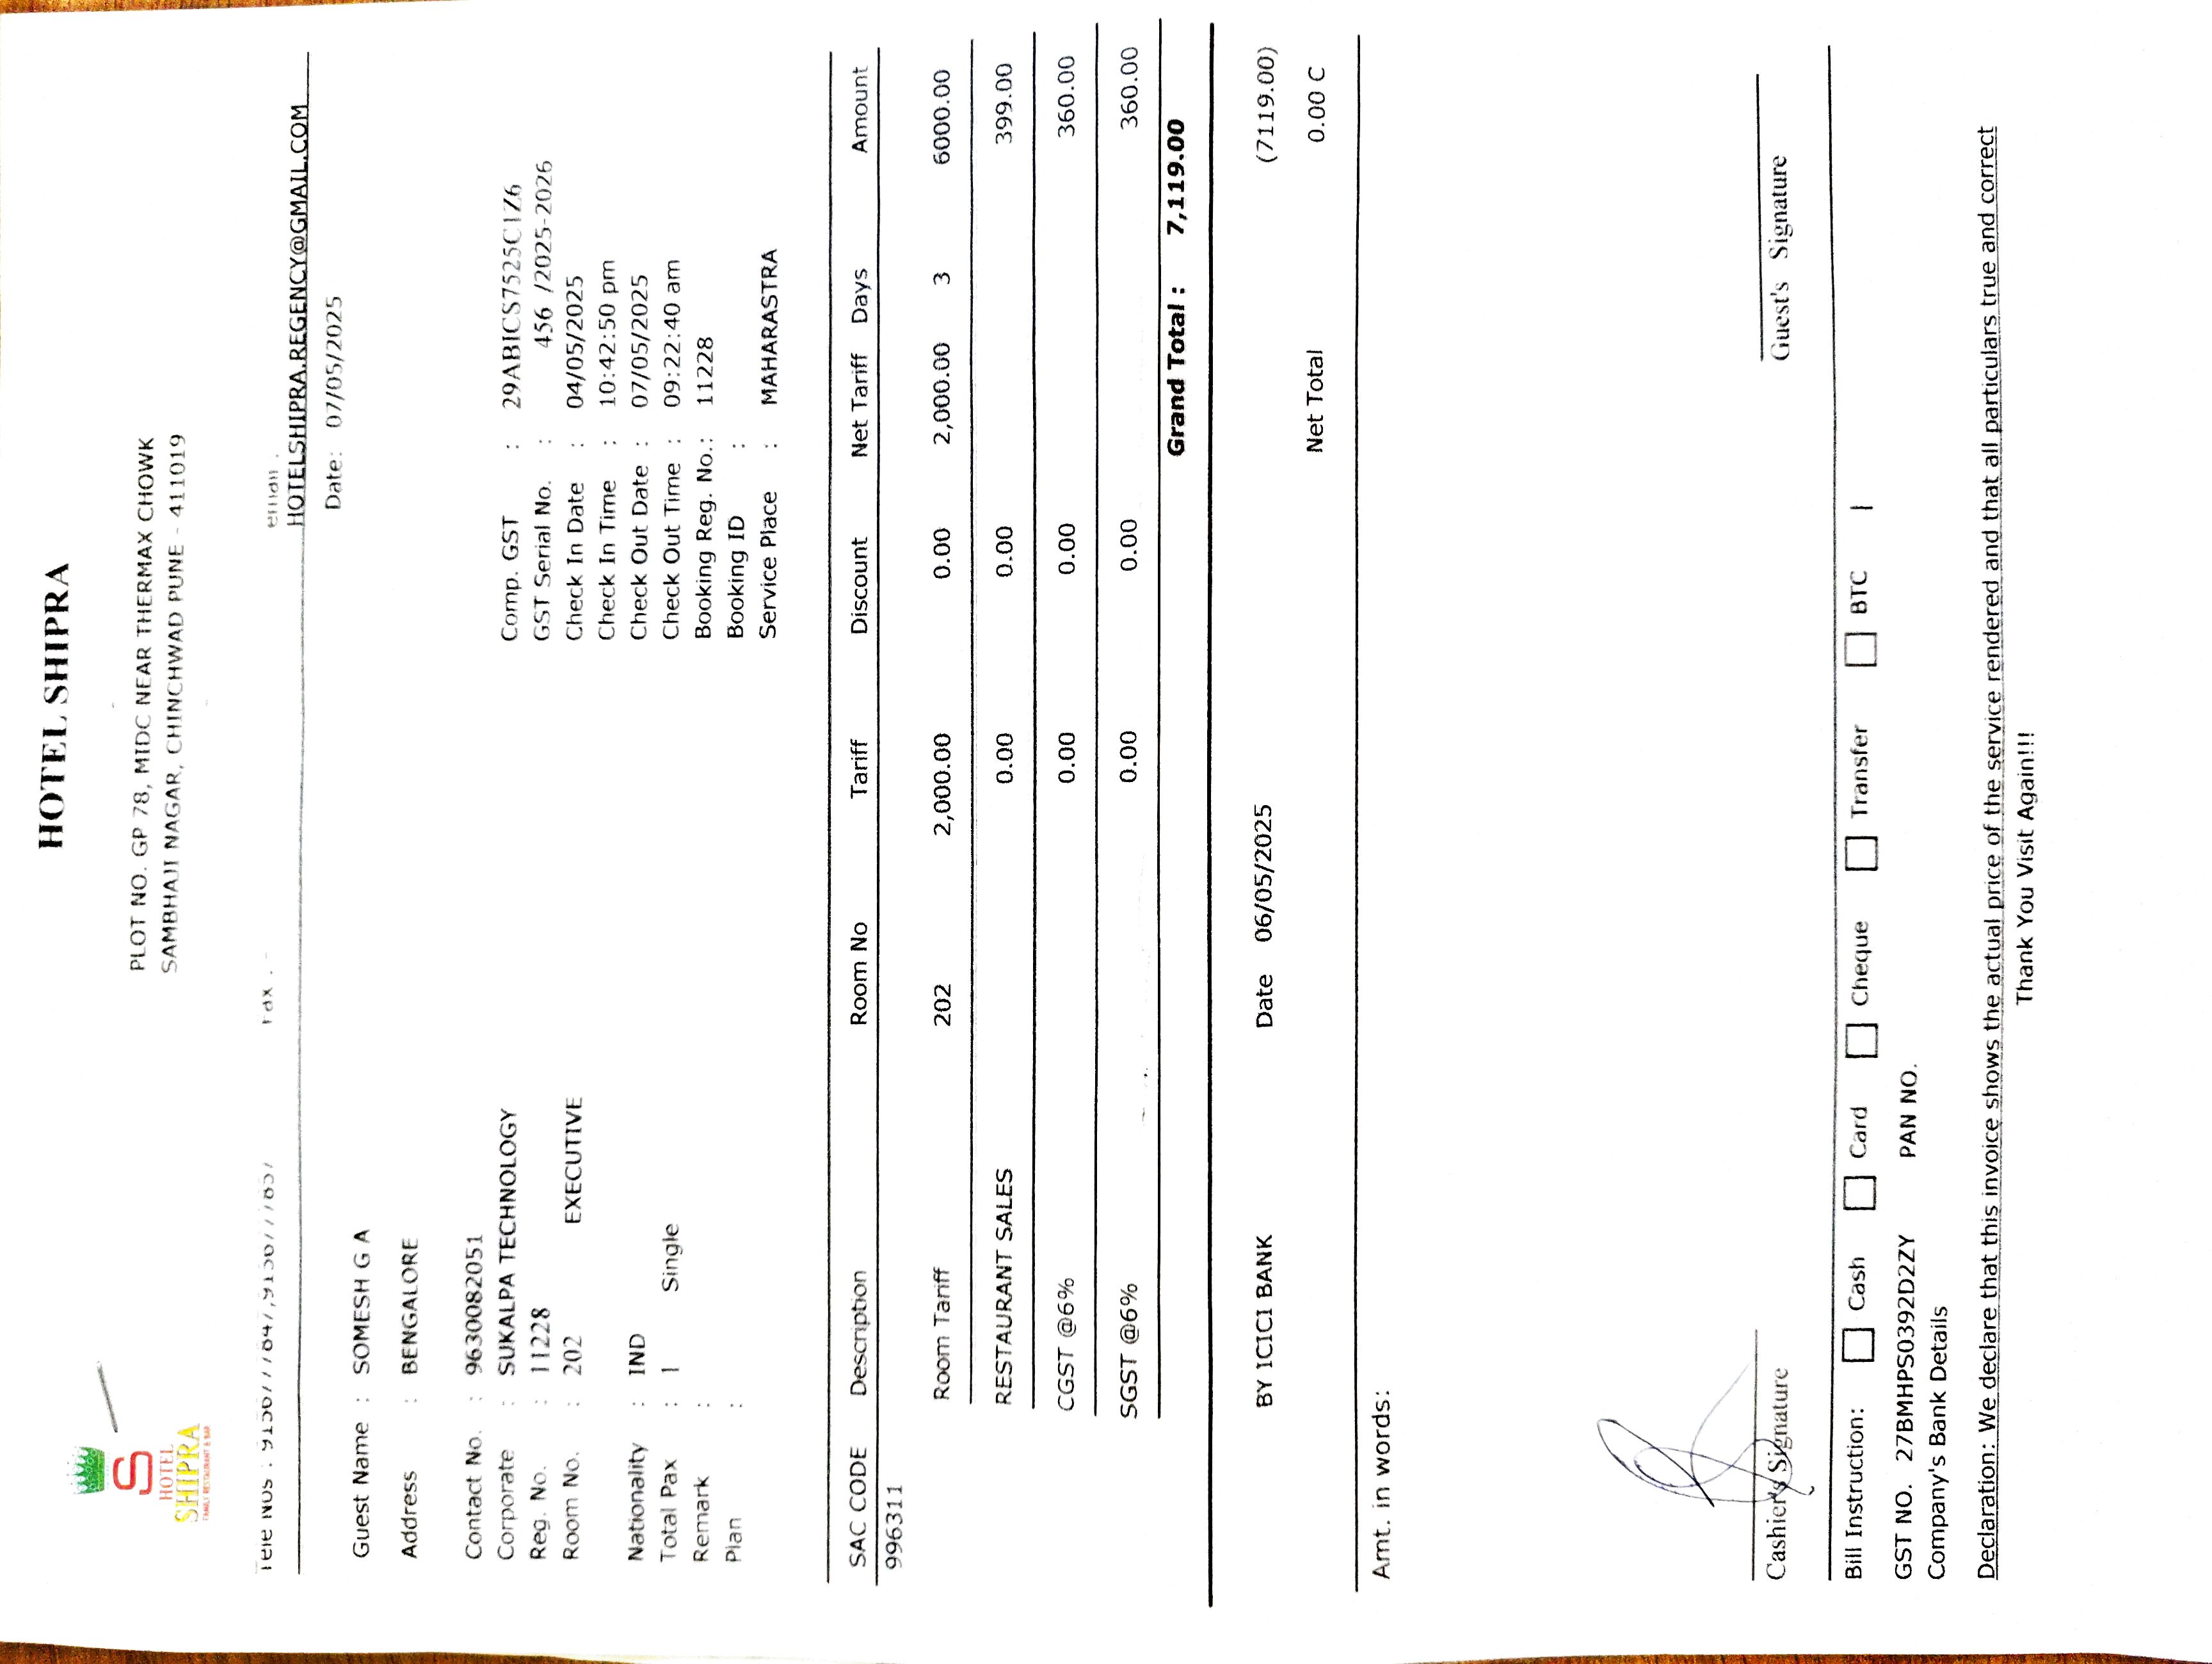 HOTEL SHIPRA
S
HOTEL
SHIPRA
FAMILY RESTAURANT & BAR
PLOT NO. GP 78, MIDC NEAR THERMAX CHOWK
SAMBHAJI NAGAR, CHINCHWAD PUNE - 411019
Tele Nos : 9156777847,9156777857 Fax : -
email :
HOTELSHIPRA.REGENCY@GMAIL.COM
Date: 07/05/2025
Guest Name : SOMESH G A
Address : BENGALORE
Contact No. : 9630082051
Corporate : SUKALPA TECHNOLOGY
Comp. GST : 29ABICS7525C1Z6
Reg. No. : 11228
GST Serial No. : 456 /2025-2026
Room No. : 202 EXECUTIVE
Check In Date : 04/05/2025
Check In Time : 10:42:50 pm
Nationality : IND
Check Out Date : 07/05/2025
Total Pax : 1 Single
Check Out Time : 09:22:40 am
Remark :
Booking Reg. No.: 11228
Plan :
Booking ID :
Service Place : MAHARASTRA
SAC CODE Description Room No Tariff Discount Net Tariff Days Amount
996311
Room Tariff 202 2,000.00 0.00 2,000.00 3 6000.00
RESTAURANT SALES 0.00 0.00 399.00
CGST @6% 0.00 0.00 360.00
SGST @6% 0.00 0.00 360.00
Grand Total : 7,119.00
BY ICICI BANK Date 06/05/2025 (7119.00)
Net Total 0.00 C
Amt. in words:
Cashier's Signature
Guest's Signature
Bill Instruction: Cash Card Cheque Transfer BTC |
GST NO. 27BMHPS0392D2ZY PAN NO.
Company's Bank Details
Declaration: We declare that this invoice shows the actual price of the service rendered and that all particulars true and correct
Thank You Visit Again!!!